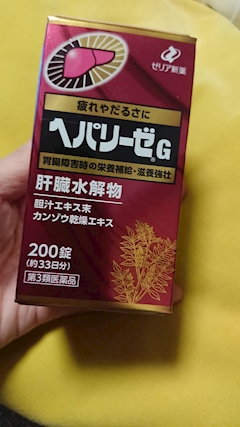 ゼリア新薬
疲れやだるさに
ヘパリーゼ®G
胃腸障害時の栄養補給・滋養強壮
肝臓水解物
胆汁エキス末
カンゾウ乾燥エキス
200錠
(約33日分)
第3類医薬品